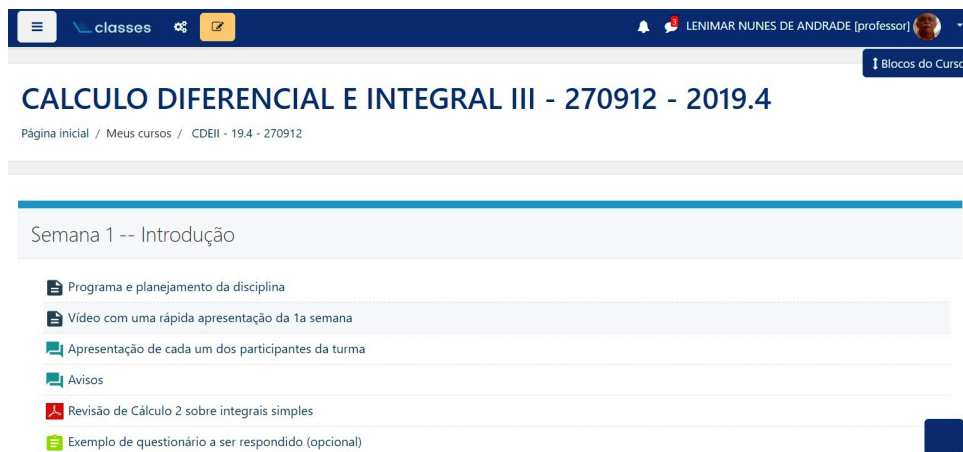 classes
3
LENIMAR NUNES DE ANDRADE [professor]
Blocos do Curso
CALCULO DIFERENCIAL E INTEGRAL III - 270912 - 2019.4
Página inicial / Meus cursos / CDEII - 19.4 - 270912
Semana 1 -- Introdução
Programa e planejamento da disciplina
Vídeo com uma rápida apresentação da 1a semana
Apresentação de cada um dos participantes da turma
Avisos
Revisão de Cálculo 2 sobre integrais simples
Exemplo de questionário a ser respondido (opcional)